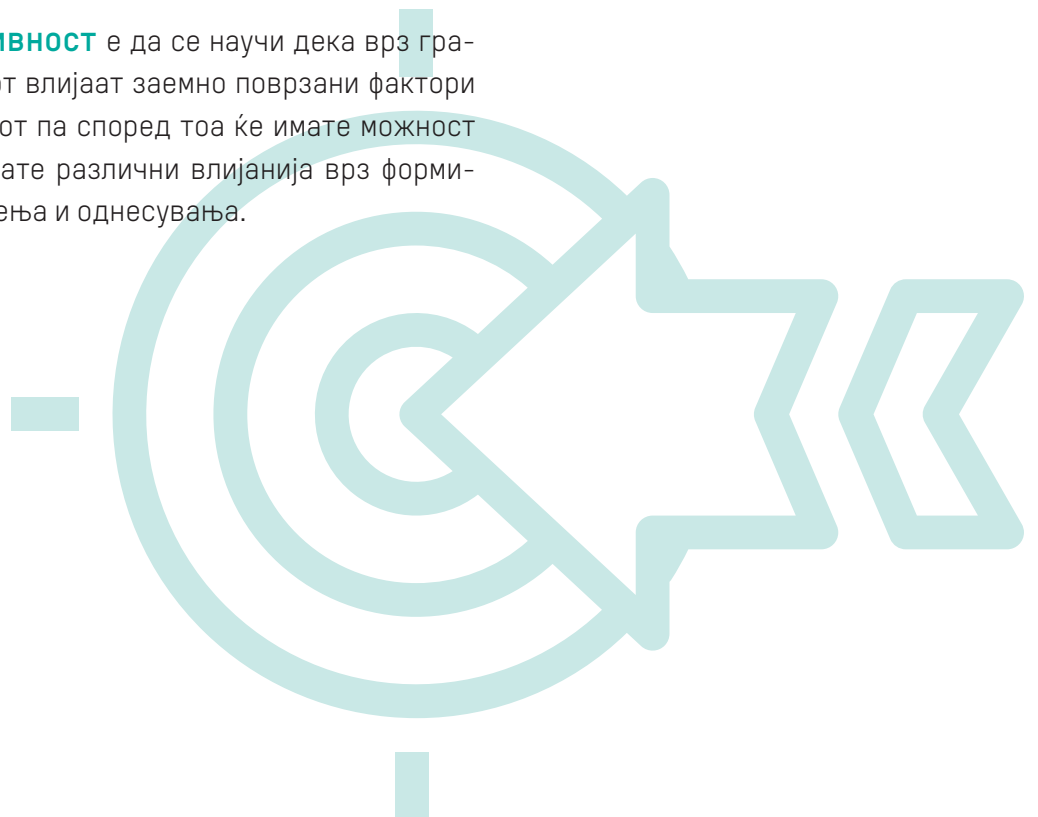 ивност е да се научи дека врз гра-
от влијаат заемно поврзани фактори
от па според тоа ќе имате можност
ате различни влијанија врз форми-
ења и однесувања.